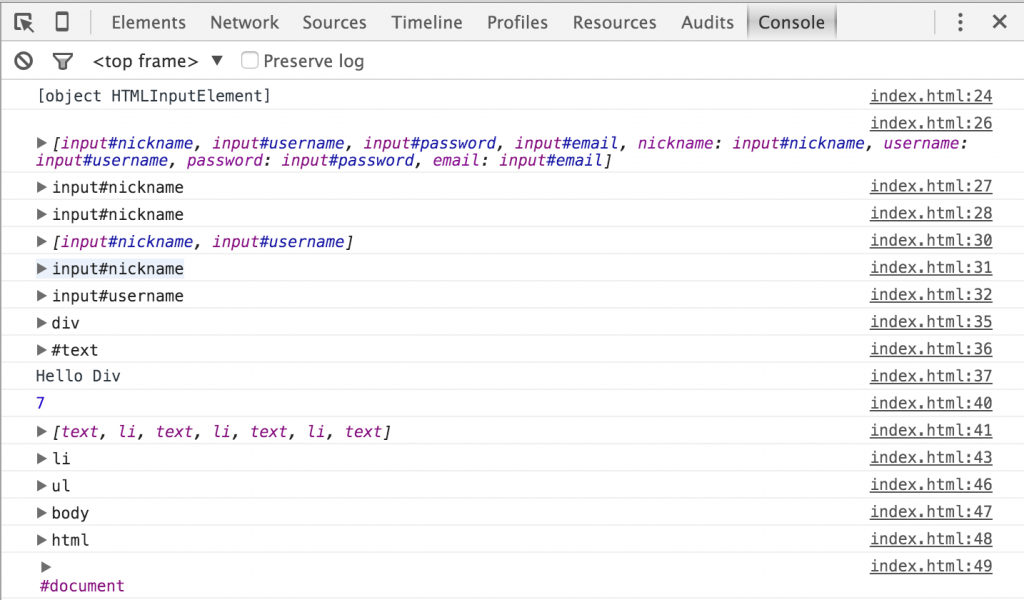 Elements Network Sources Timeline Profiles Resources Audits Console
<top frame> Preserve log
[object HTMLInputElement] index.html:24
index.html:26
[input#nickname, input#username, input#password, input#email, nickname: input#nickname, username:
input#username, password: input#password, email: input#email]
input#nickname index.html:27
input#nickname index.html:28
[input#nickname, input#username] index.html:30
input#nickname index.html:31
input#username index.html:32
div index.html:35
#text index.html:36
Hello Div index.html:37
7 index.html:40
[text, li, text, li, text, li, text] index.html:41
li index.html:43
ul index.html:46
body index.html:47
html index.html:48
index.html:49
#document